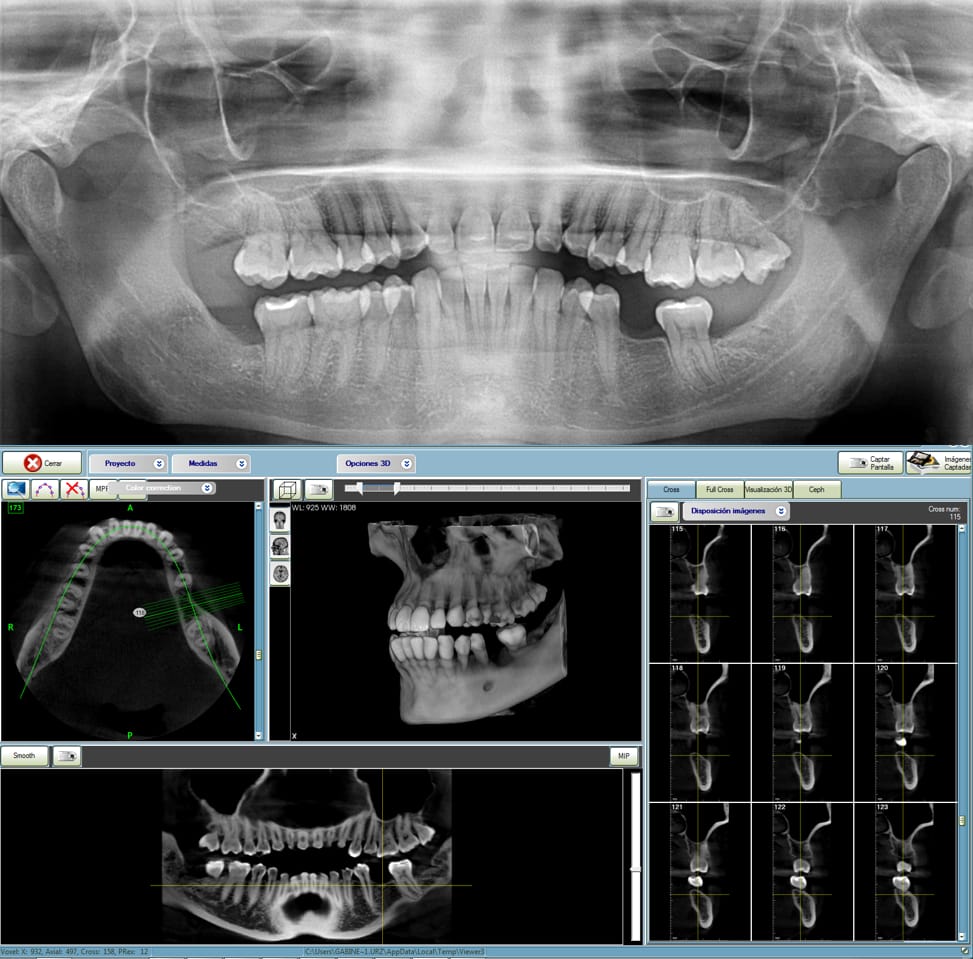 Cerrar
Proyecto
Medidas
Opciones 3D
Captar
Pantalla
Imágenes
Captadas
MPR
Color correction
Cross
Full Cross
Visualización 3D
Ceph
Disposición imágenes
Cross num:
115
173
A
R
L
P
WL: 925 WW: 1808
X
115
116
117
118
119
120
121
122
123
Smooth
MIP
Voxel: X: 932, Axial: 497, Cross: 158, PRex: 12
C:\Users\GABINE~1.URZ\AppData\Local\Temp\Viewer3